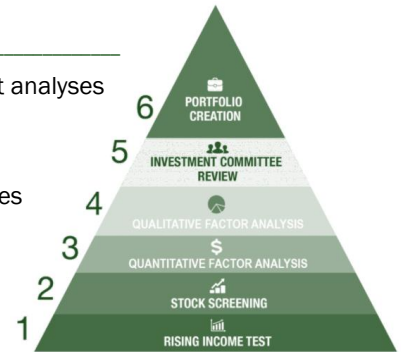 t analyses
es
6
PORTFOLIO
CREATION
5
INVESTMENT COMMITTEE
REVIEW
4
QUALITATIVE FACTOR ANALYSIS
3
$
QUANTITATIVE FACTOR ANALYSIS
2
STOCK SCREENING
1
RISING INCOME TEST